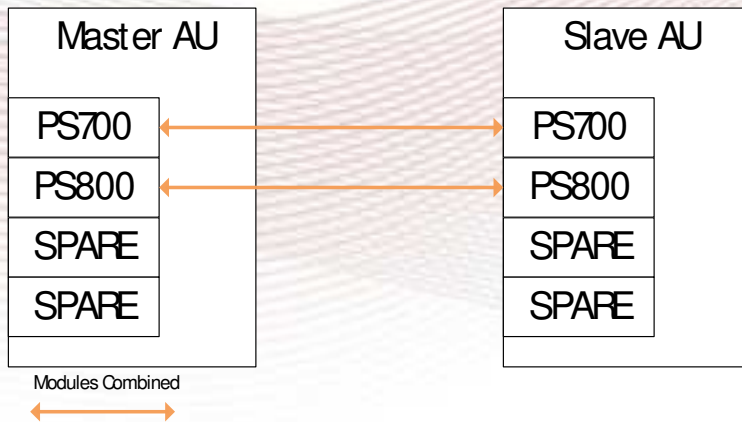 Master AU
Slave AU
PS700
PS700
PS800
PS800
SPARE
SPARE
SPARE
SPARE
Modules Combined